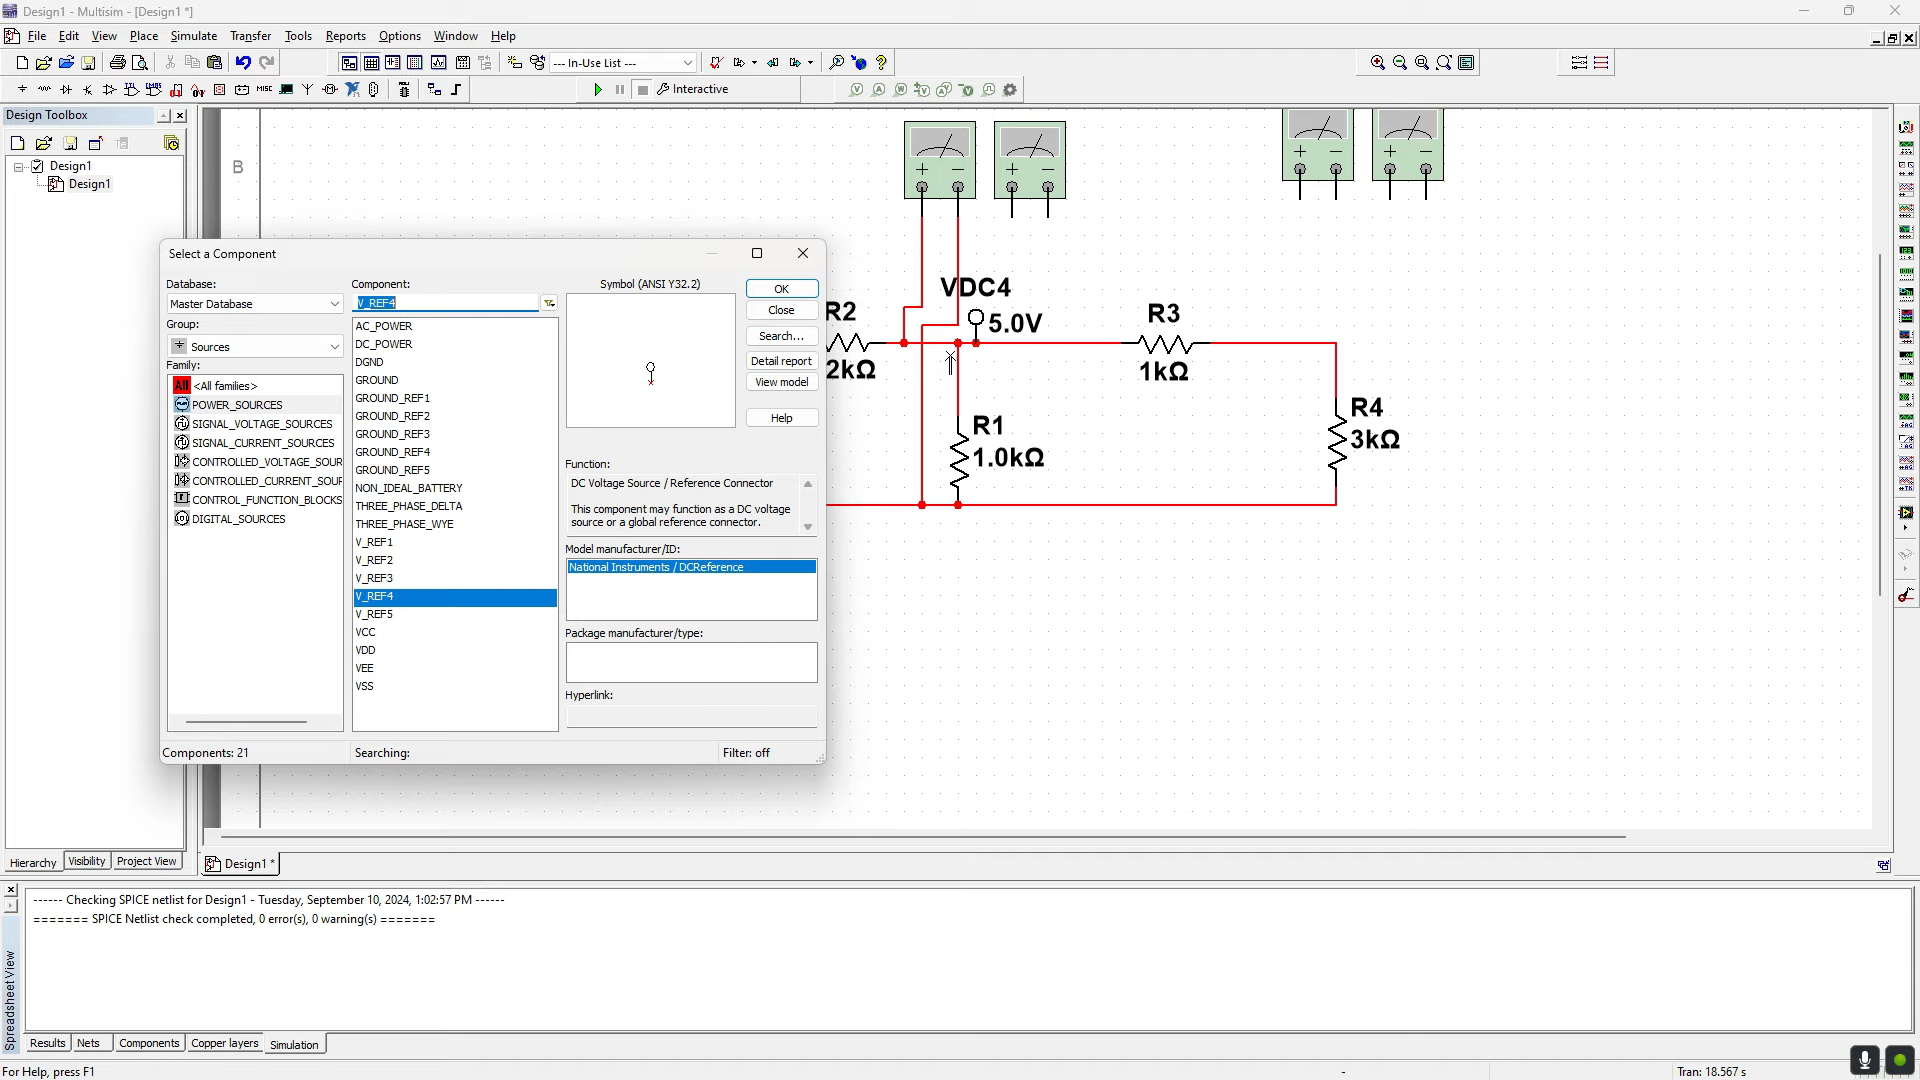 Design1 - Multisim - [Design1 *]
File Edit View Place Simulate Transfer Tools Reports Options Window Help
--- In-Use List ---
MISC
Interactive
Design Toolbox
Design1
Design1
B
Select a Component
Database:
Master Database
Group:
Sources
Family:
All <All families>
POWER_SOURCES
SIGNAL_VOLTAGE_SOURCES
SIGNAL_CURRENT_SOURCES
CONTROLLED_VOLTAGE_SOUR
CONTROLLED_CURRENT_SOUR
CONTROL_FUNCTION_BLOCKS
DIGITAL_SOURCES
Component:
V_REF4
AC_POWER
DC_POWER
DGND
GROUND
GROUND_REF1
GROUND_REF2
GROUND_REF3
GROUND_REF4
GROUND_REF5
NON_IDEAL_BATTERY
THREE_PHASE_DELTA
THREE_PHASE_WYE
V_REF1
V_REF2
V_REF3
V_REF4
V_REF5
VCC
VDD
VEE
VSS
Symbol (ANSI Y32.2)
OK
Close
Search...
Detail report
View model
Help
Function:
DC Voltage Source / Reference Connector
This component may function as a DC voltage
source or a global reference connector.
Model manufacturer/ID:
National Instruments / DCReference
Package manufacturer/type:
Hyperlink:
Components: 21
Searching:
Filter: off
VDC4
5.0V
R2
2kΩ
R3
1kΩ
R1
1.0kΩ
R4
3kΩ
Hierarchy Visibility Project View
Design1 *
------ Checking SPICE netlist for Design1 - Tuesday, September 10, 2024, 1:02:57 PM ------
======= SPICE Netlist check completed, 0 error(s), 0 warning(s) =======
Spreadsheet View
Results Nets Components Copper layers Simulation
For Help, press F1
-
Tran: 18.567 s